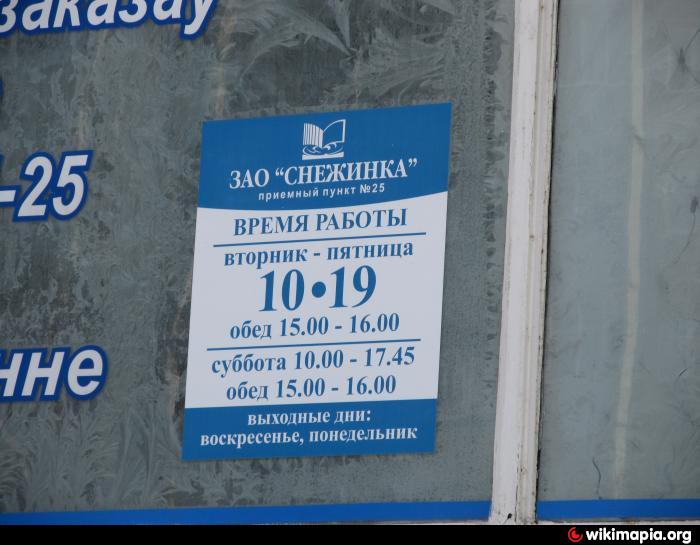 заказау
-25
нне
ЗАО "СНЕЖИНКА"
приемный пункт №25
ВРЕМЯ РАБОТЫ
вторник - пятница
10•19
обед 15.00 - 16.00
суббота 10.00 - 17.45
обед 15.00 - 16.00
выходные дни:
воскресенье, понедельник
wikimapia.org